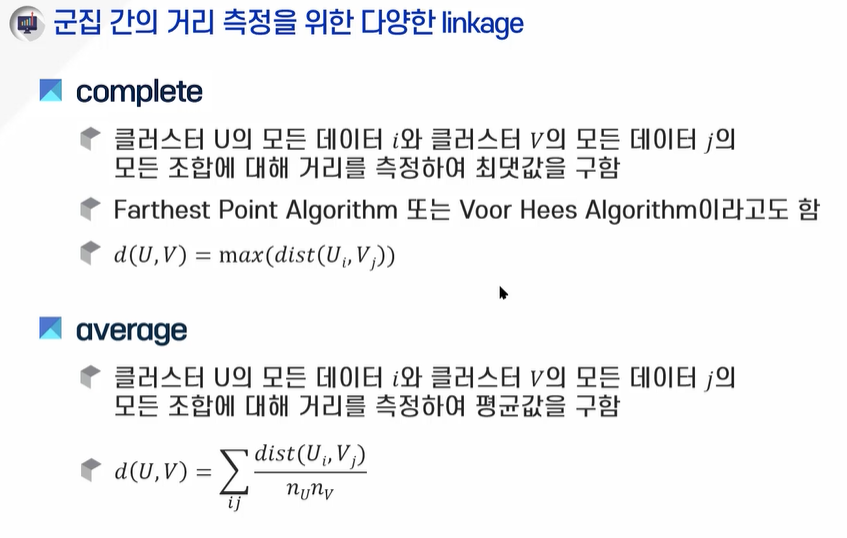 군집 간의 거리 측정을 위한 다양한 linkage
complete
클러스터 U의 모든 데이터 i와 클러스터 V의 모든 데이터 j의
모든 조합에 대해 거리를 측정하여 최댓값을 구함
Farthest Point Algorithm 또는 Voor Hees Algorithm이라고도 함
d(U,V) = max(dist(U_i,V_j))
average
클러스터 U의 모든 데이터 i와 클러스터 V의 모든 데이터 j의
모든 조합에 대해 거리를 측정하여 평균값을 구함
d(U,V) = ∑_{ij} dist(U_i,V_j) / n_U n_V